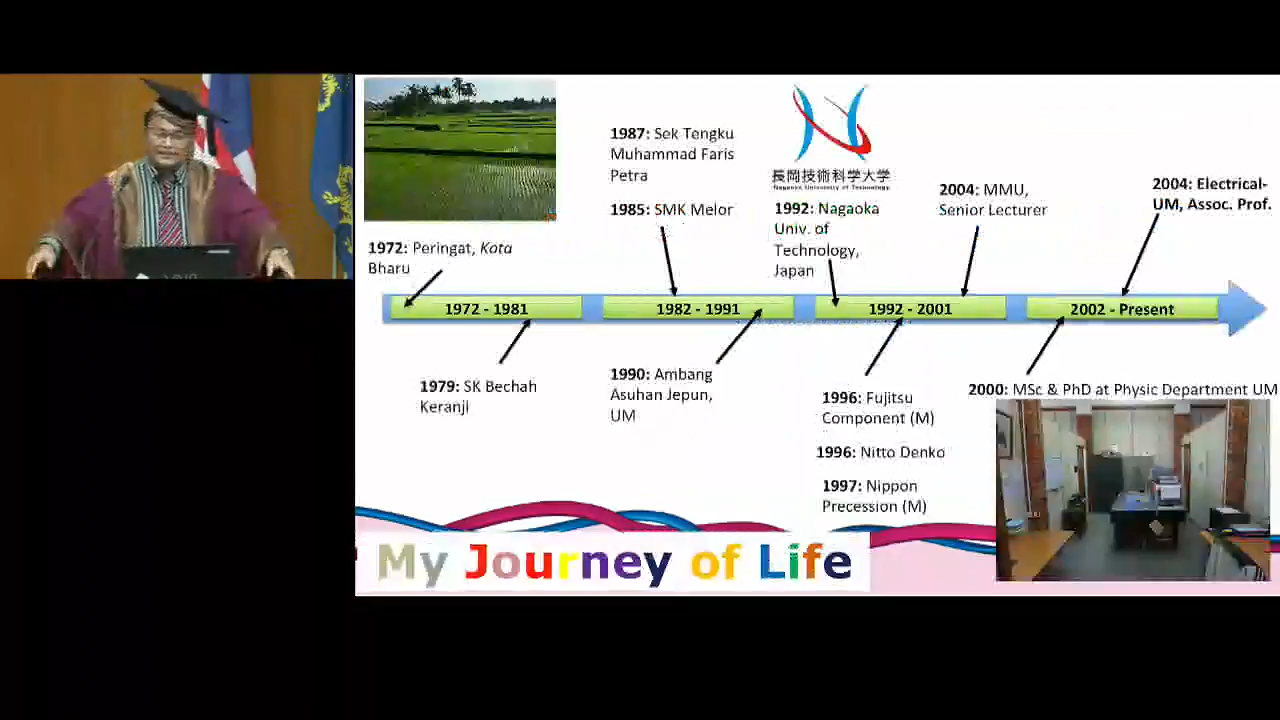 1987: Sek Tengku
Muhammad Faris
Petra
1985: SMK Melor
長岡技術科学大学
Nagaoka University of Technology
1992: Nagaoka
Univ. of
Technology,
Japan
2004: MMU,
Senior Lecturer
2004: Electrical-
UM, Assoc. Prof.
1972: Peringat, Kota
Bharu
1972 - 1981
1982 - 1991
1992 - 2001
2002 - Present
1979: SK Bechah
Keranji
1990: Ambang
Asuhan Jepun,
UM
1996: Fujitsu
Component (M)
1996: Nitto Denko
1997: Nippon
Precession (M)
2000: MSc & PhD at Physic Department UM
My Journey of Life